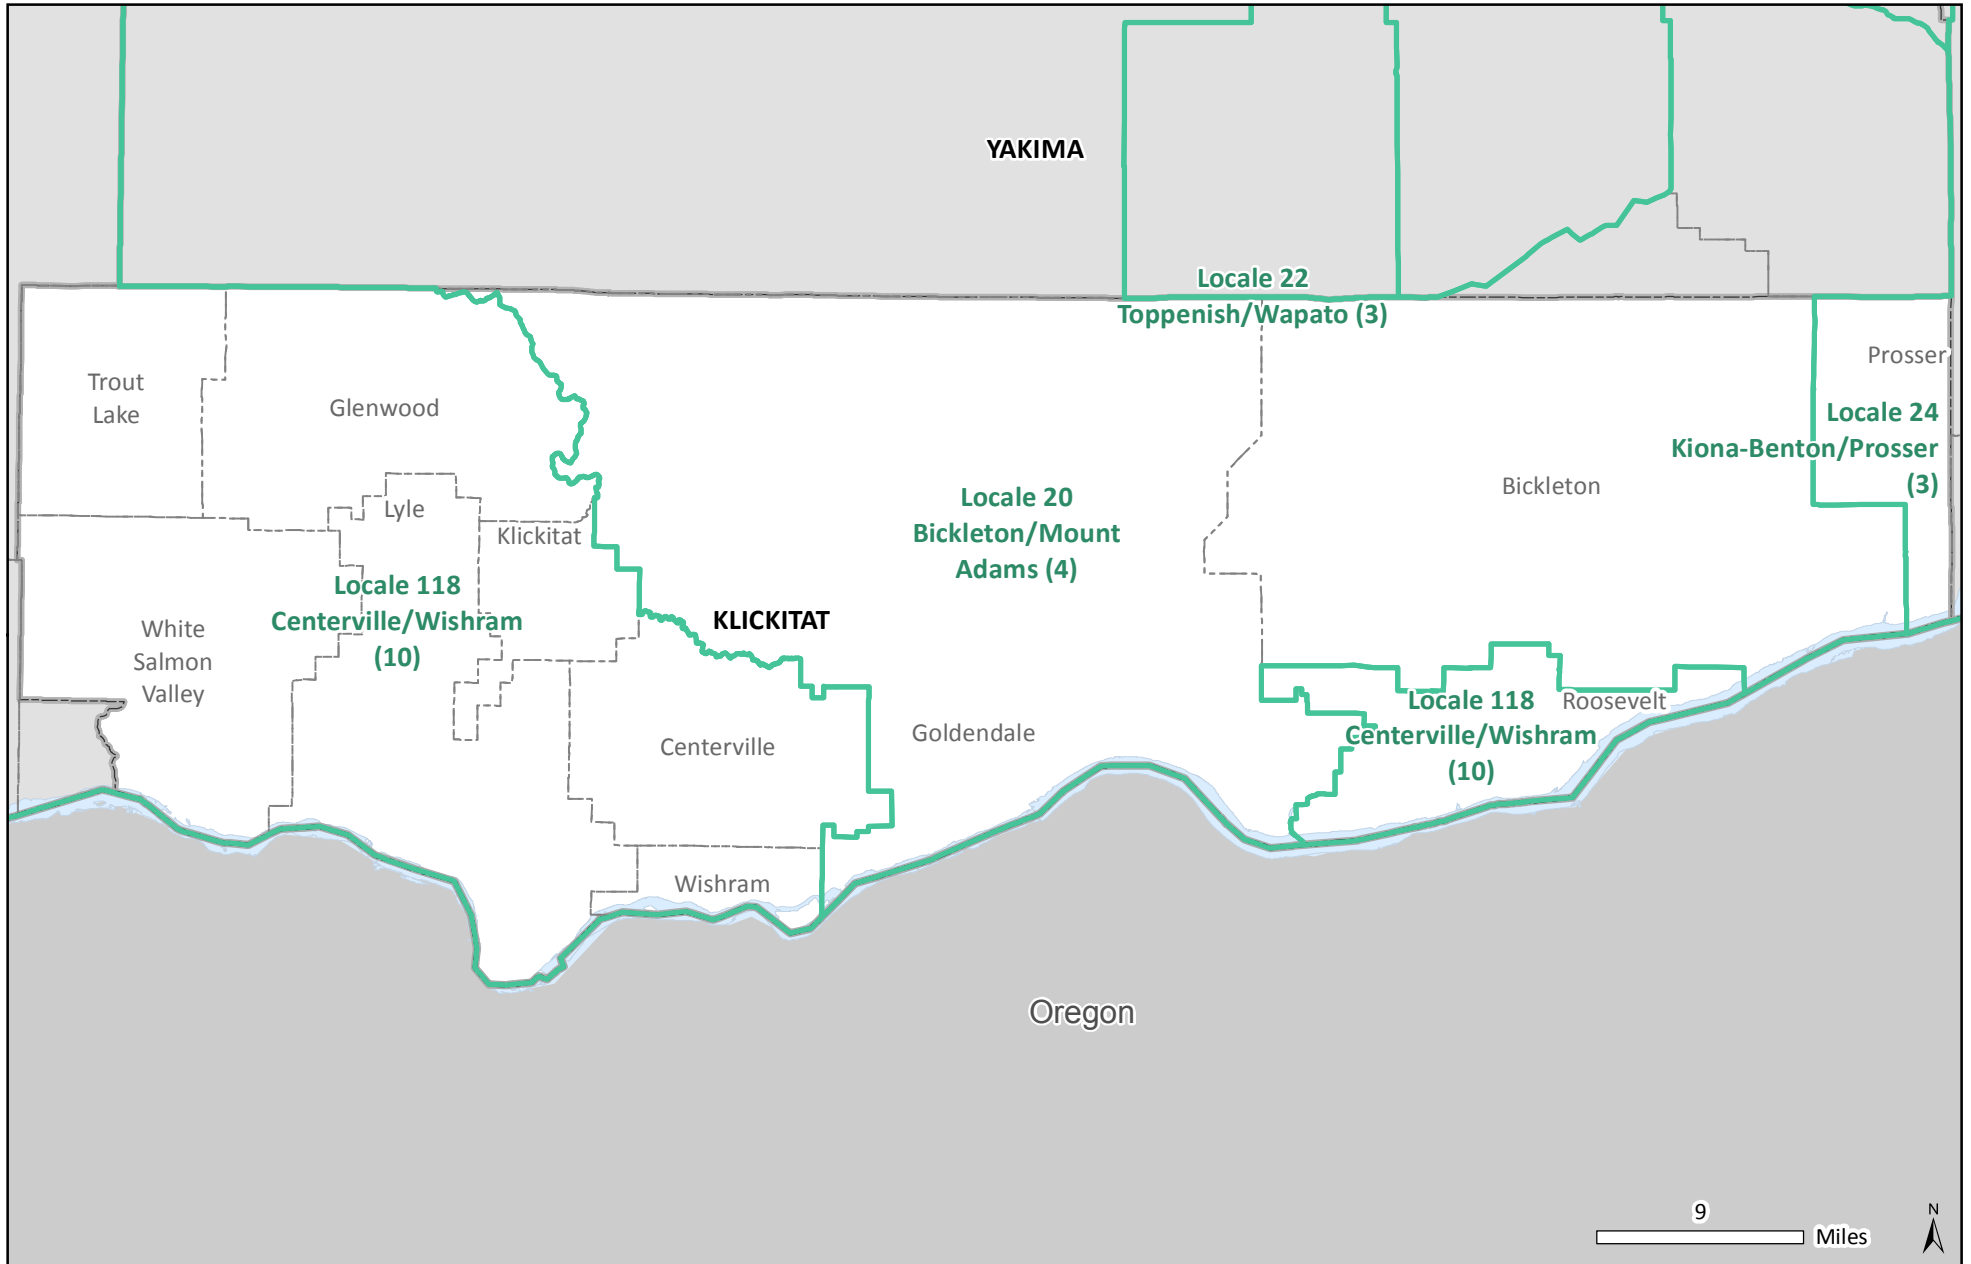 YAKIMA
Locale 22
Toppenish/Wapato (3)
Prosser
Trout
Lake
Glenwood
Locale 24
Kiona-Benton/Prosser
(3)
Bickleton
Locale 20
Bickleton/Mount
Adams (4)
Lyle
Klickitat
Locale 118
Centerville/Wishram
(10)
KLICKITAT
White
Salmon
Valley
Locale 118
Centerville/Wishram
(10)
Roosevelt
Goldendale
Centerville
Wishram
Oregon
9
Miles
N